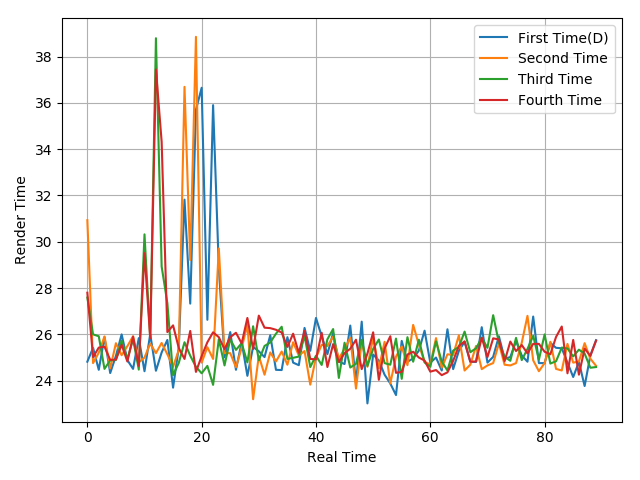 First Time(D)
Second Time
Third Time
Fourth Time
38
36
34
32
30
28
26
24
Render Time
0 20 40 60 80
Real Time